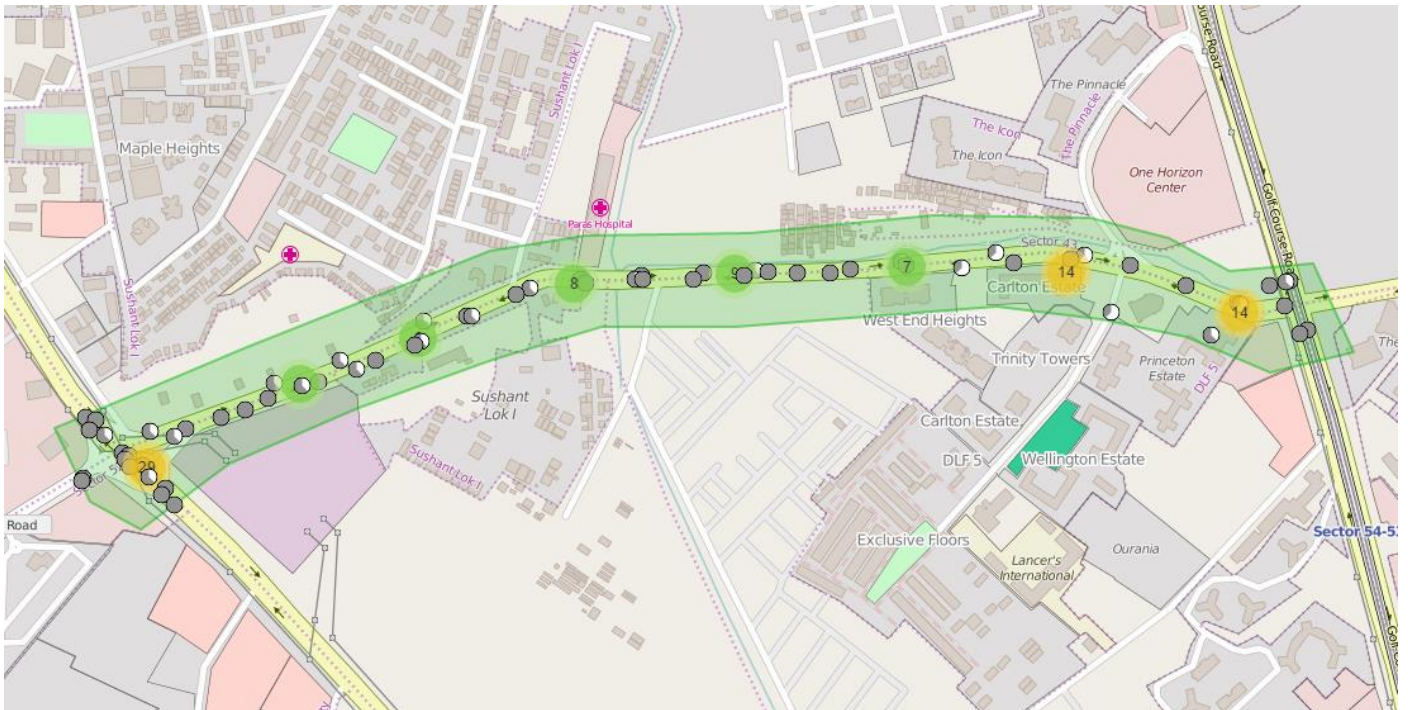 ourse-Road
Golf-Course-Road
The Pinnacle
The Pinnacle
Sushant Lok I
The Icon
The Icon
Maple Heights
One Horizon
Center
Paras Hospital
Sector 43
Sushant Lok I
8
9
7
14
Carlton Estate
14
West End Heights
Trinity Towers
Princeton
Estate
The
DLF 5
Sushant
Lok I
Carlton Estate
DLF 5
Wellington Estate
Sushant Lok I
Road
Exclusive Floors
Lancer's
International
Ourania
Sector 54-5